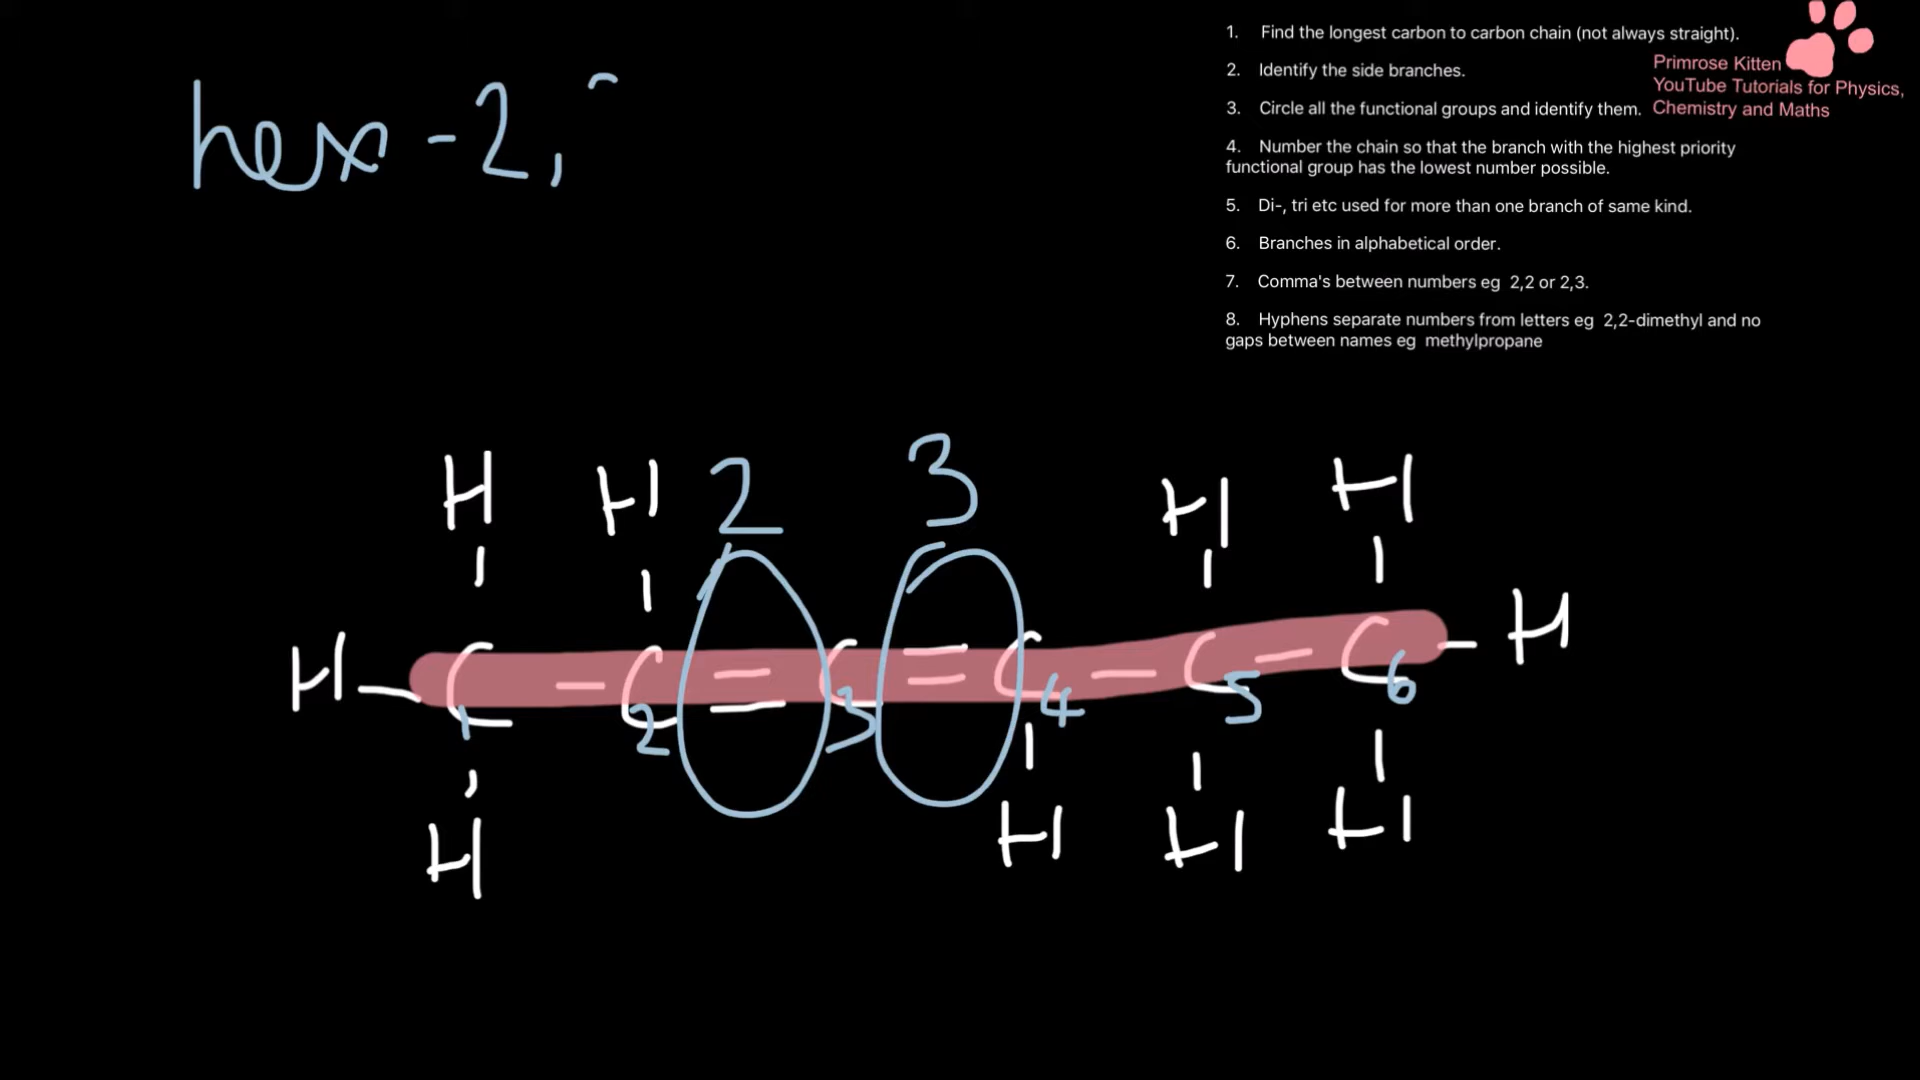 hex-2,
1. Find the longest carbon to carbon chain (not always straight).
2. Identify the side branches.
3. Circle all the functional groups and identify them.
4. Number the chain so that the branch with the highest priority
functional group has the lowest number possible.
5. Di-, tri etc used for more than one branch of same kind.
6. Branches in alphabetical order.
7. Comma's between numbers eg 2,2 or 2,3.
8. Hyphens separate numbers from letters eg 2,2-dimethyl and no
gaps between names eg methylpropane
Primrose Kitten
YouTube Tutorials for Physics,
Chemistry and Maths
2 3
H H H H
H - C - C = C = C - C - C - H
1 2 3 4 5 6
H H H H